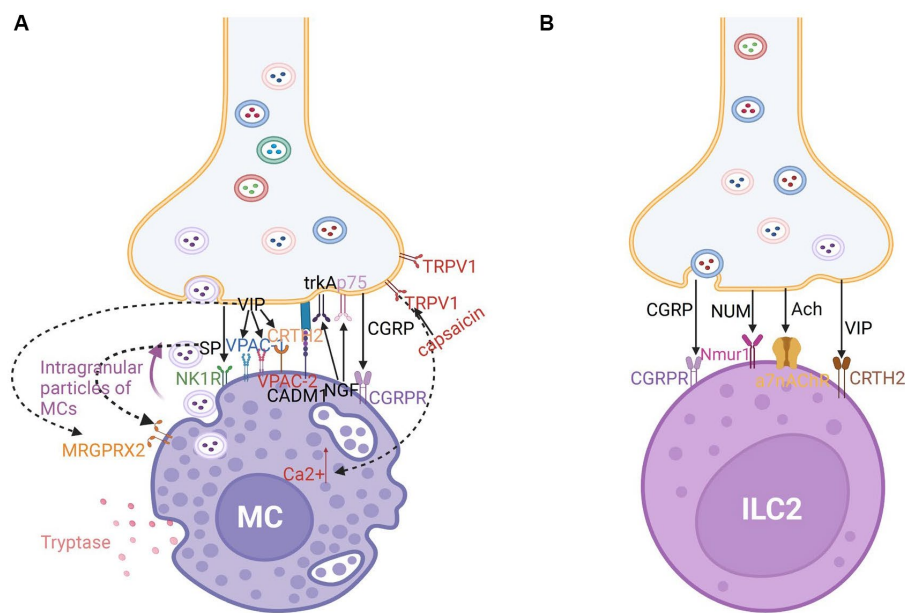 A
B
TRPV1
trkA
p75
TRPV1
VIP
CGRP
NUM
Ach
CGRP
CRTH2
SP
VPAC-1
VIP
capsaicin
Nmur1
Intragranular
particles of
MCs
NK1R
VPAC-2
CADM1
NGF
CGRPR
CGRPR
α7nAChR
CRTH2
MRGPRX2
Ca2+
MC
ILC2
Tryptase